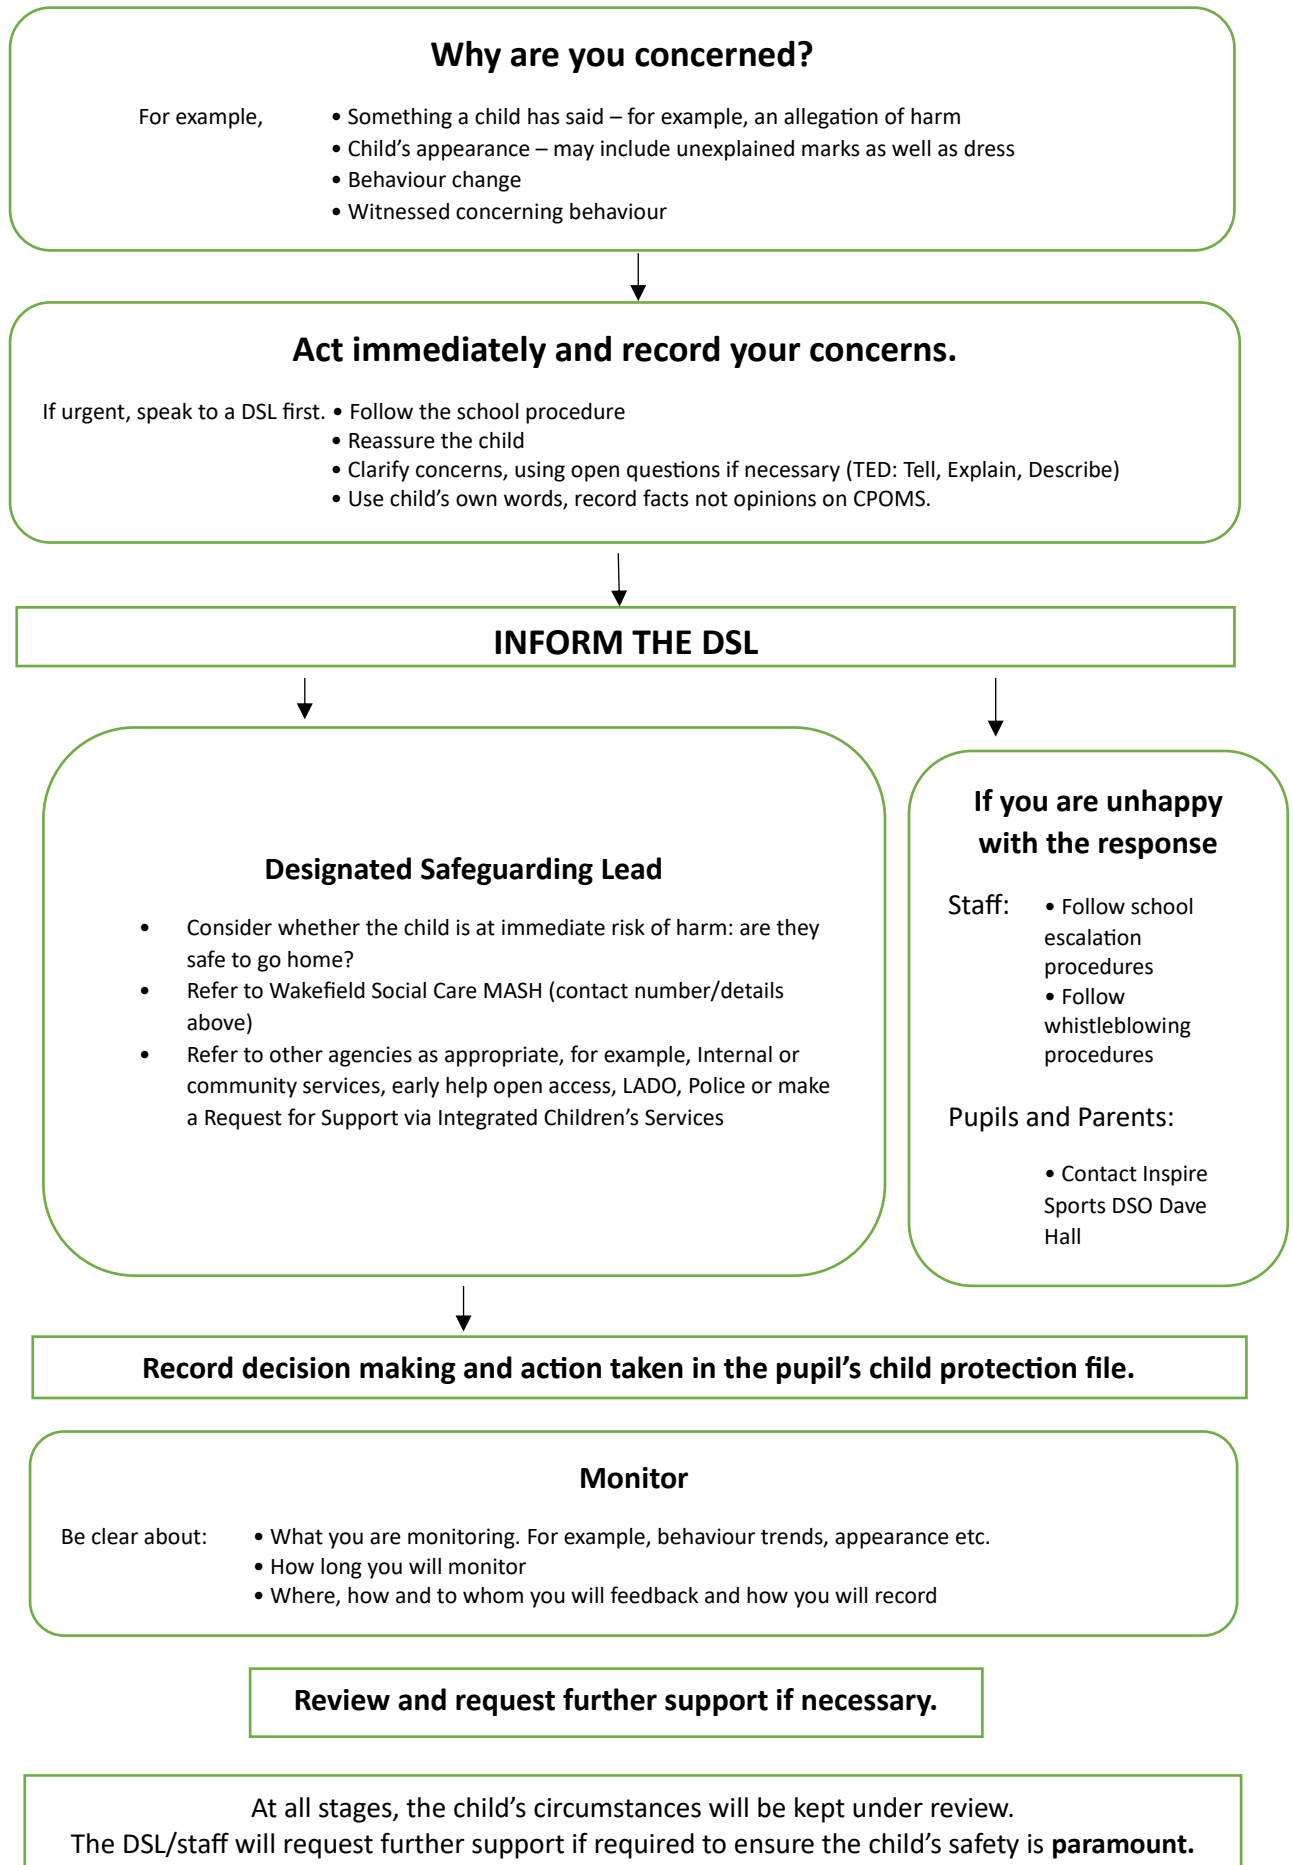 Why are you concerned?
For example, • Something a child has said – for example, an allegation of harm
• Child's appearance – may include unexplained marks as well as dress
• Behaviour change
• Witnessed concerning behaviour
Act immediately and record your concerns.
If urgent, speak to a DSL first. • Follow the school procedure
• Reassure the child
• Clarify concerns, using open questions if necessary (TED: Tell, Explain, Describe)
• Use child's own words, record facts not opinions on CPOMS.
INFORM THE DSL
Designated Safeguarding Lead
• Consider whether the child is at immediate risk of harm: are they
safe to go home?
• Refer to Wakefield Social Care MASH (contact number/details
above)
• Refer to other agencies as appropriate, for example, Internal or
community services, early help open access, LADO, Police or make
a Request for Support via Integrated Children's Services
If you are unhappy
with the response
Staff: • Follow school
escalation
procedures
• Follow
whistleblowing
procedures
Pupils and Parents:
• Contact Inspire
Sports DSO Dave
Hall
Record decision making and action taken in the pupil's child protection file.
Monitor
Be clear about: • What you are monitoring. For example, behaviour trends, appearance etc.
• How long you will monitor
• Where, how and to whom you will feedback and how you will record
Review and request further support if necessary.
At all stages, the child's circumstances will be kept under review.
The DSL/staff will request further support if required to ensure the child's safety is paramount.